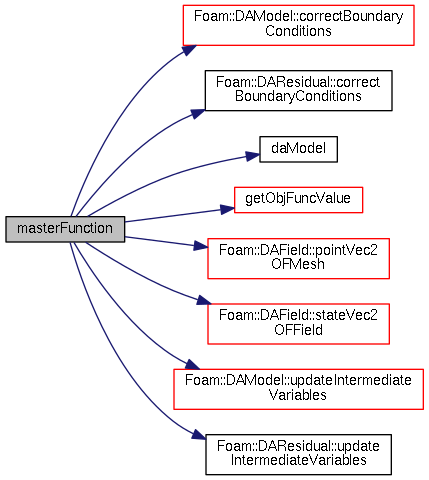 Foam::DAModel::correctBoundary
Conditions
Foam::DAResidual::correct
BoundaryConditions
daModel
getObjFuncValue
masterFunction
Foam::DAField::pointVec2
OFMesh
Foam::DAField::stateVec2
OFField
Foam::DAModel::updateIntermediate
Variables
Foam::DAResidual::update
IntermediateVariables